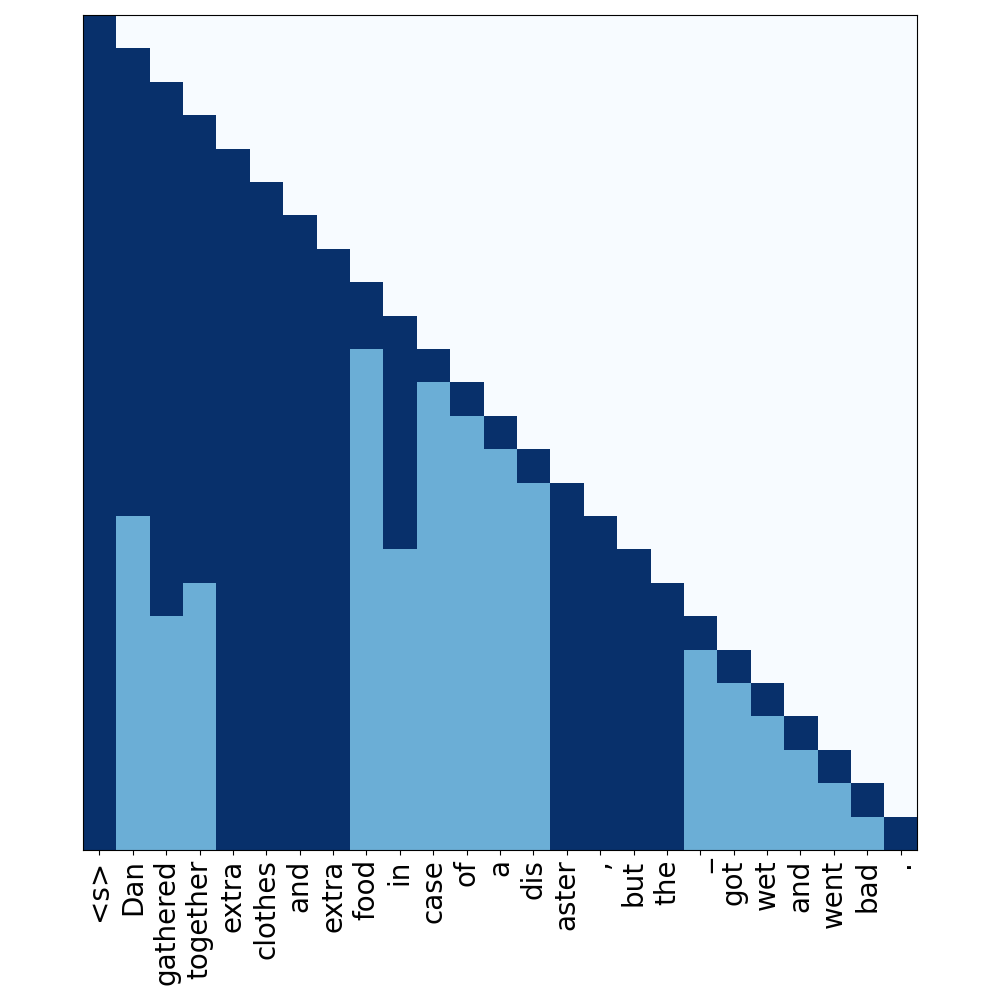 <s>
Dan
gathered
together
extra
clothes
and
extra
food
in
case
of
a
dis
aster
,
but
the
_
got
wet
and
went
bad
.